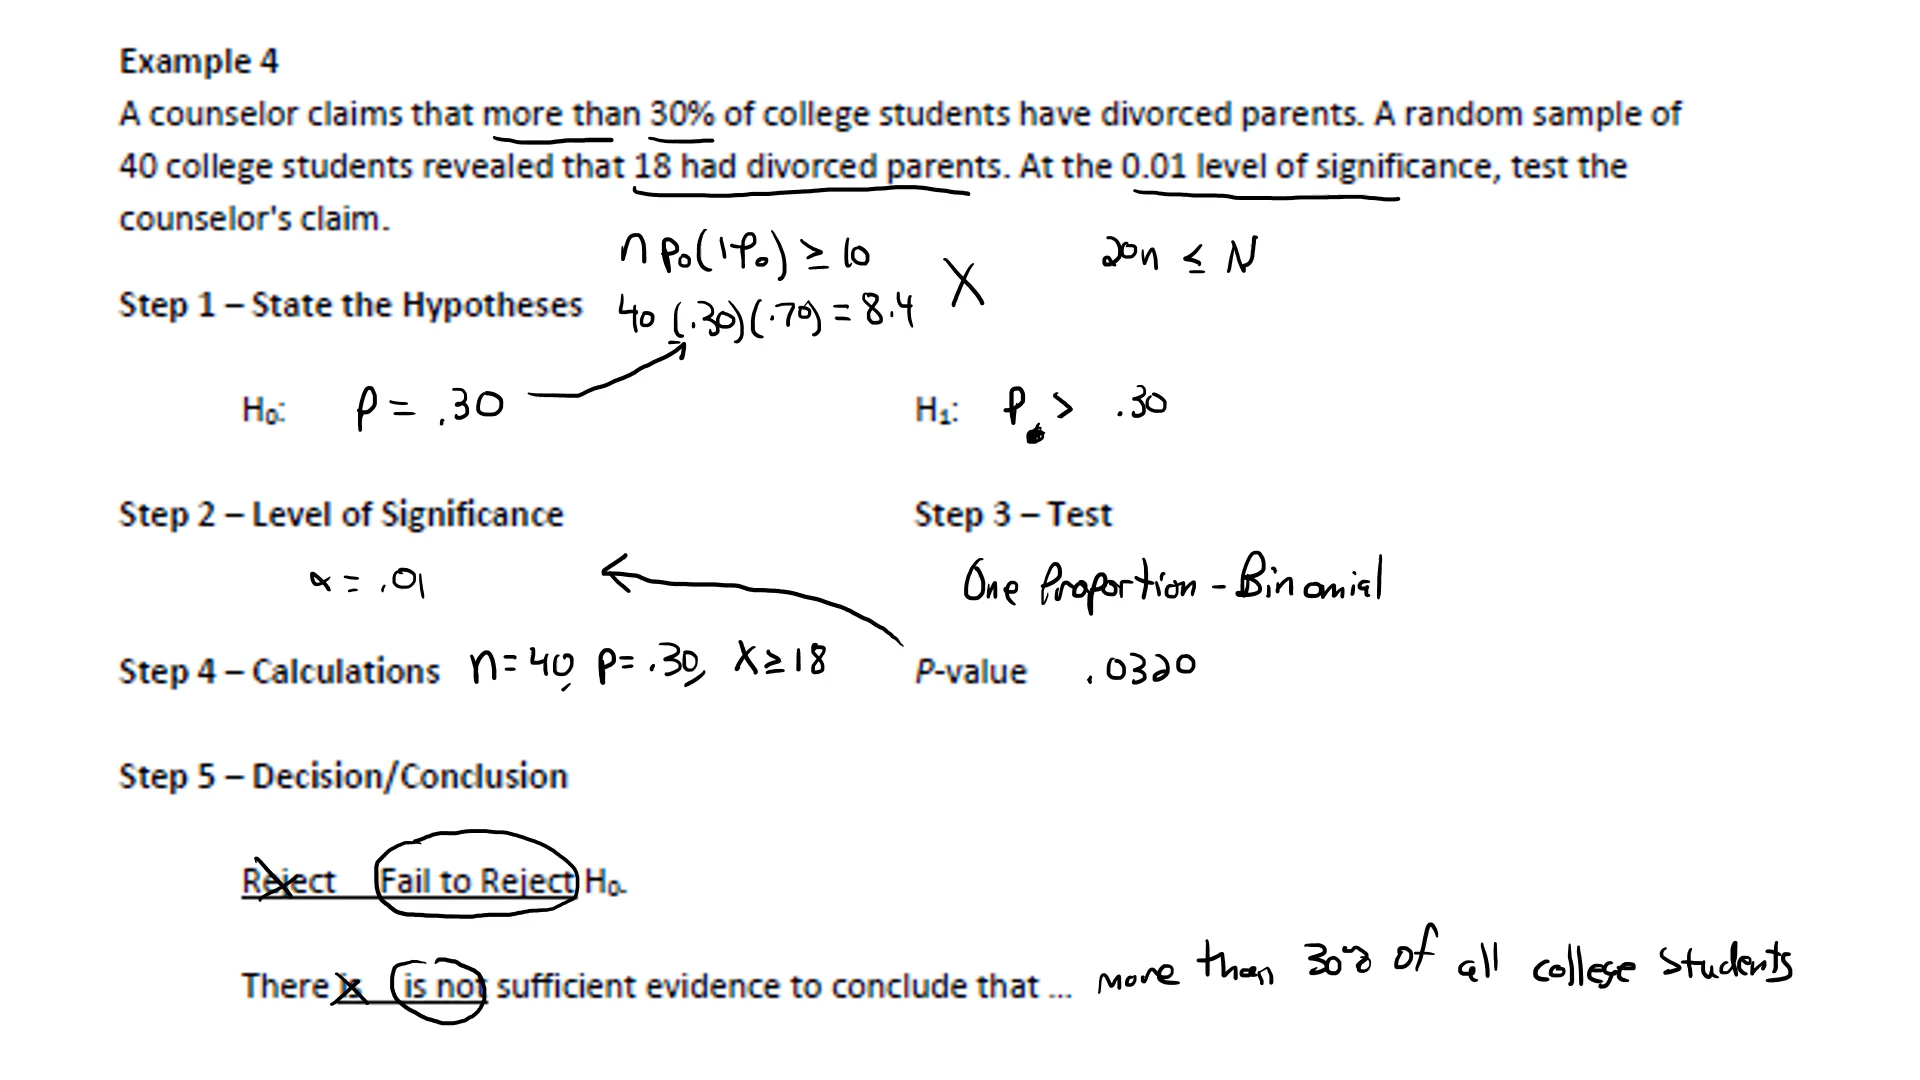 Example 4
A counselor claims that more than 30% of college students have divorced parents. A random sample of
40 college students revealed that 18 had divorced parents. At the 0.01 level of significance, test the
counselor's claim.
n p₀(1-p₀) ≥ 10 X 20n ≤ N
Step 1 – State the Hypotheses 40 (.30)(.70) = 8.4
H₀: p = .30 H₁: p > .30
Step 2 – Level of Significance Step 3 – Test
α = .01 One Proportion - Binomial
Step 4 – Calculations n=40, p=.30, X≥18 P-value .0320
Step 5 – Decision/Conclusion
Reject Fail to Reject H₀.
There is is not sufficient evidence to conclude that ... more than 30% of all college students